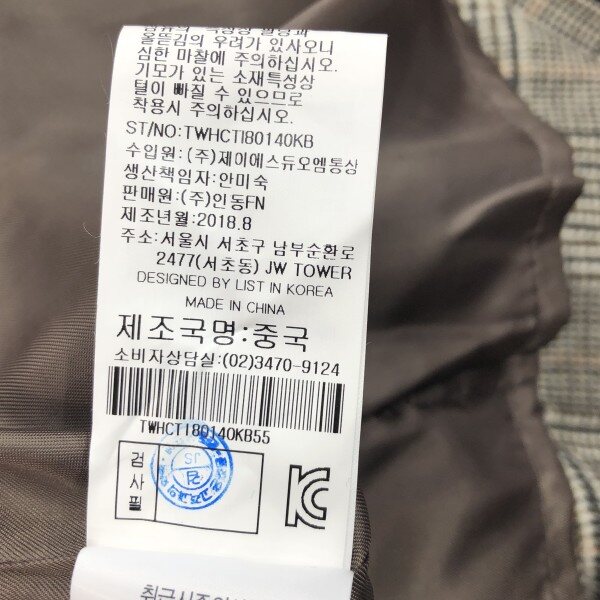 올뜯김의 우려가 있사오니
심한 마찰에 주의하십시오.
기모가 있는 소재특성상
털이 빠질 수 있으므로
착용시 주의하십시오.
ST/NO:TWHCTI80140KB
수입원:(주)제이에스듀오엠통상
생산책임자:안미숙
판매원:(주)인동FN
제조년월:2018.8
주소:서울시 서초구 남부순환로
2477(서초동) JW TOWER
DESIGNED BY LIST IN KOREA
MADE IN CHINA
제조국명:중국
소비자상담실:(02)3470-9124
TWHCTI80140KB55
검사필
JS